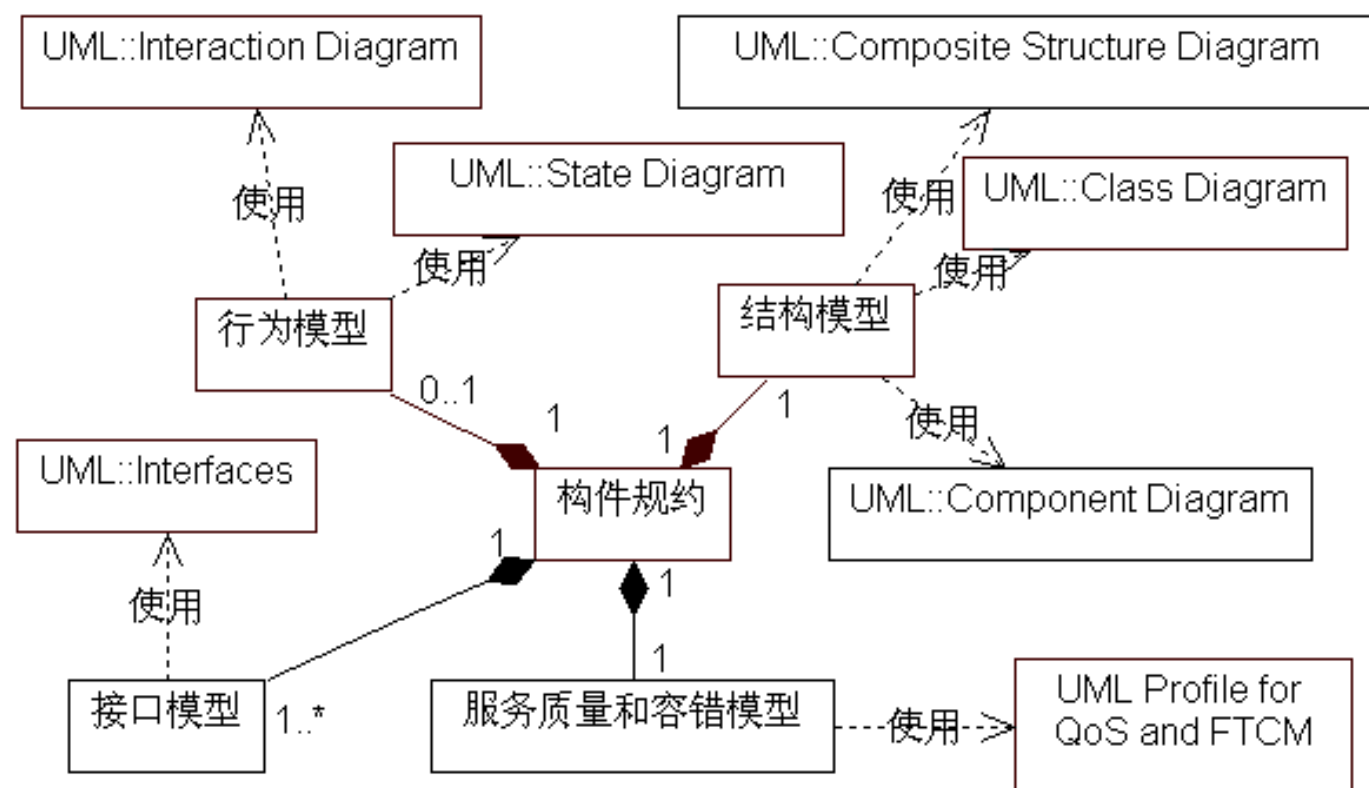 UML::Interaction Diagram
UML::Composite Structure Diagram
UML::State Diagram
UML::Class Diagram
使用
使用
使用
使用
行为模型
结构模型
0..1
1
1
1
使用
UML::Interfaces
构件规约
UML::Component Diagram
1
1
使用
1
接口模型
1..*
服务质量和容错模型
使用
UML Profile for
QoS and FTCM